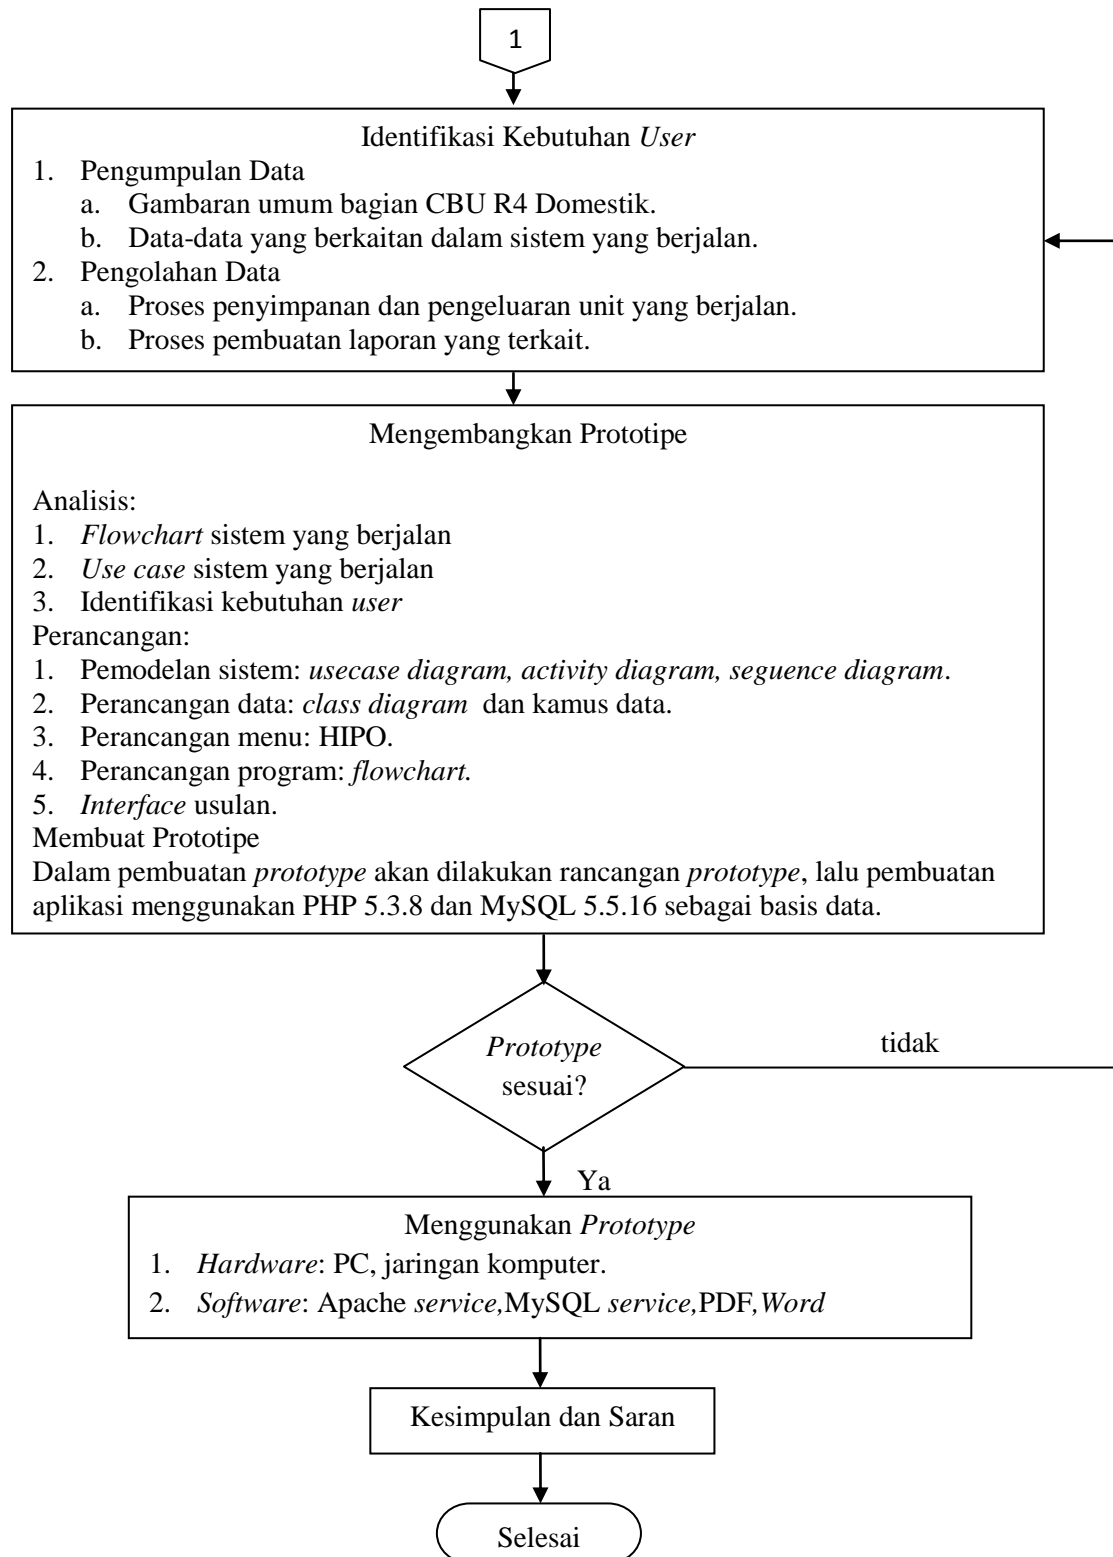 1
Identifikasi Kebutuhan User
1. Pengumpulan Data
a. Gambaran umum bagian CBU R4 Domestik.
b. Data-data yang berkaitan dalam sistem yang berjalan.
2. Pengolahan Data
a. Proses penyimpanan dan pengeluaran unit yang berjalan.
b. Proses pembuatan laporan yang terkait.
Mengembangkan Prototipe
Analisis:
1. Flowchart sistem yang berjalan
2. Use case sistem yang berjalan
3. Identifikasi kebutuhan user
Perancangan:
1. Pemodelan sistem: usecase diagram, activity diagram, seguence diagram.
2. Perancangan data: class diagram dan kamus data.
3. Perancangan menu: HIPO.
4. Perancangan program: flowchart.
5. Interface usulan.
Membuat Prototipe
Dalam pembuatan prototype akan dilakukan rancangan prototype, lalu pembuatan
aplikasi menggunakan PHP 5.3.8 dan MySQL 5.5.16 sebagai basis data.
Prototype
sesuai?
tidak
Ya
Menggunakan Prototype
1. Hardware: PC, jaringan komputer.
2. Software: Apache service,MySQL service,PDF,Word
Kesimpulan dan Saran
Selesai